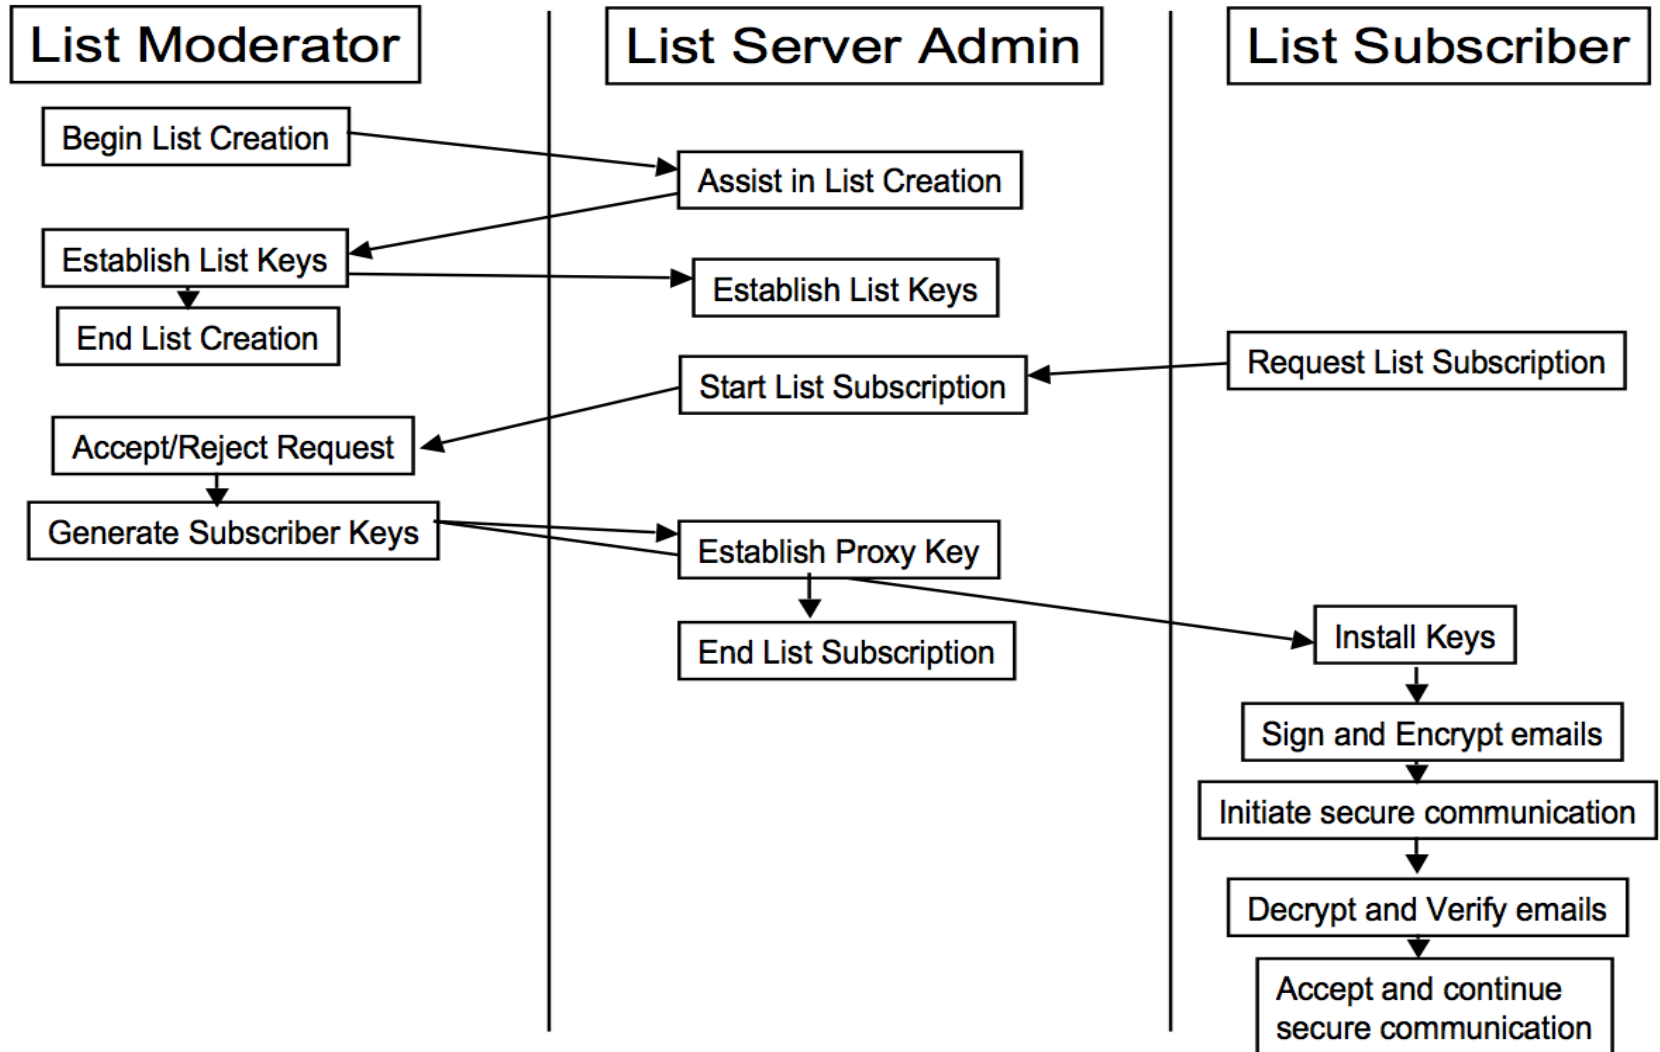 List Moderator
List Server Admin
List Subscriber
Begin List Creation
Assist in List Creation
Establish List Keys
Establish List Keys
End List Creation
Request List Subscription
Start List Subscription
Accept/Reject Request
Generate Subscriber Keys
Establish Proxy Key
Install Keys
End List Subscription
Sign and Encrypt emails
Initiate secure communication
Decrypt and Verify emails
Accept and continue
secure communication